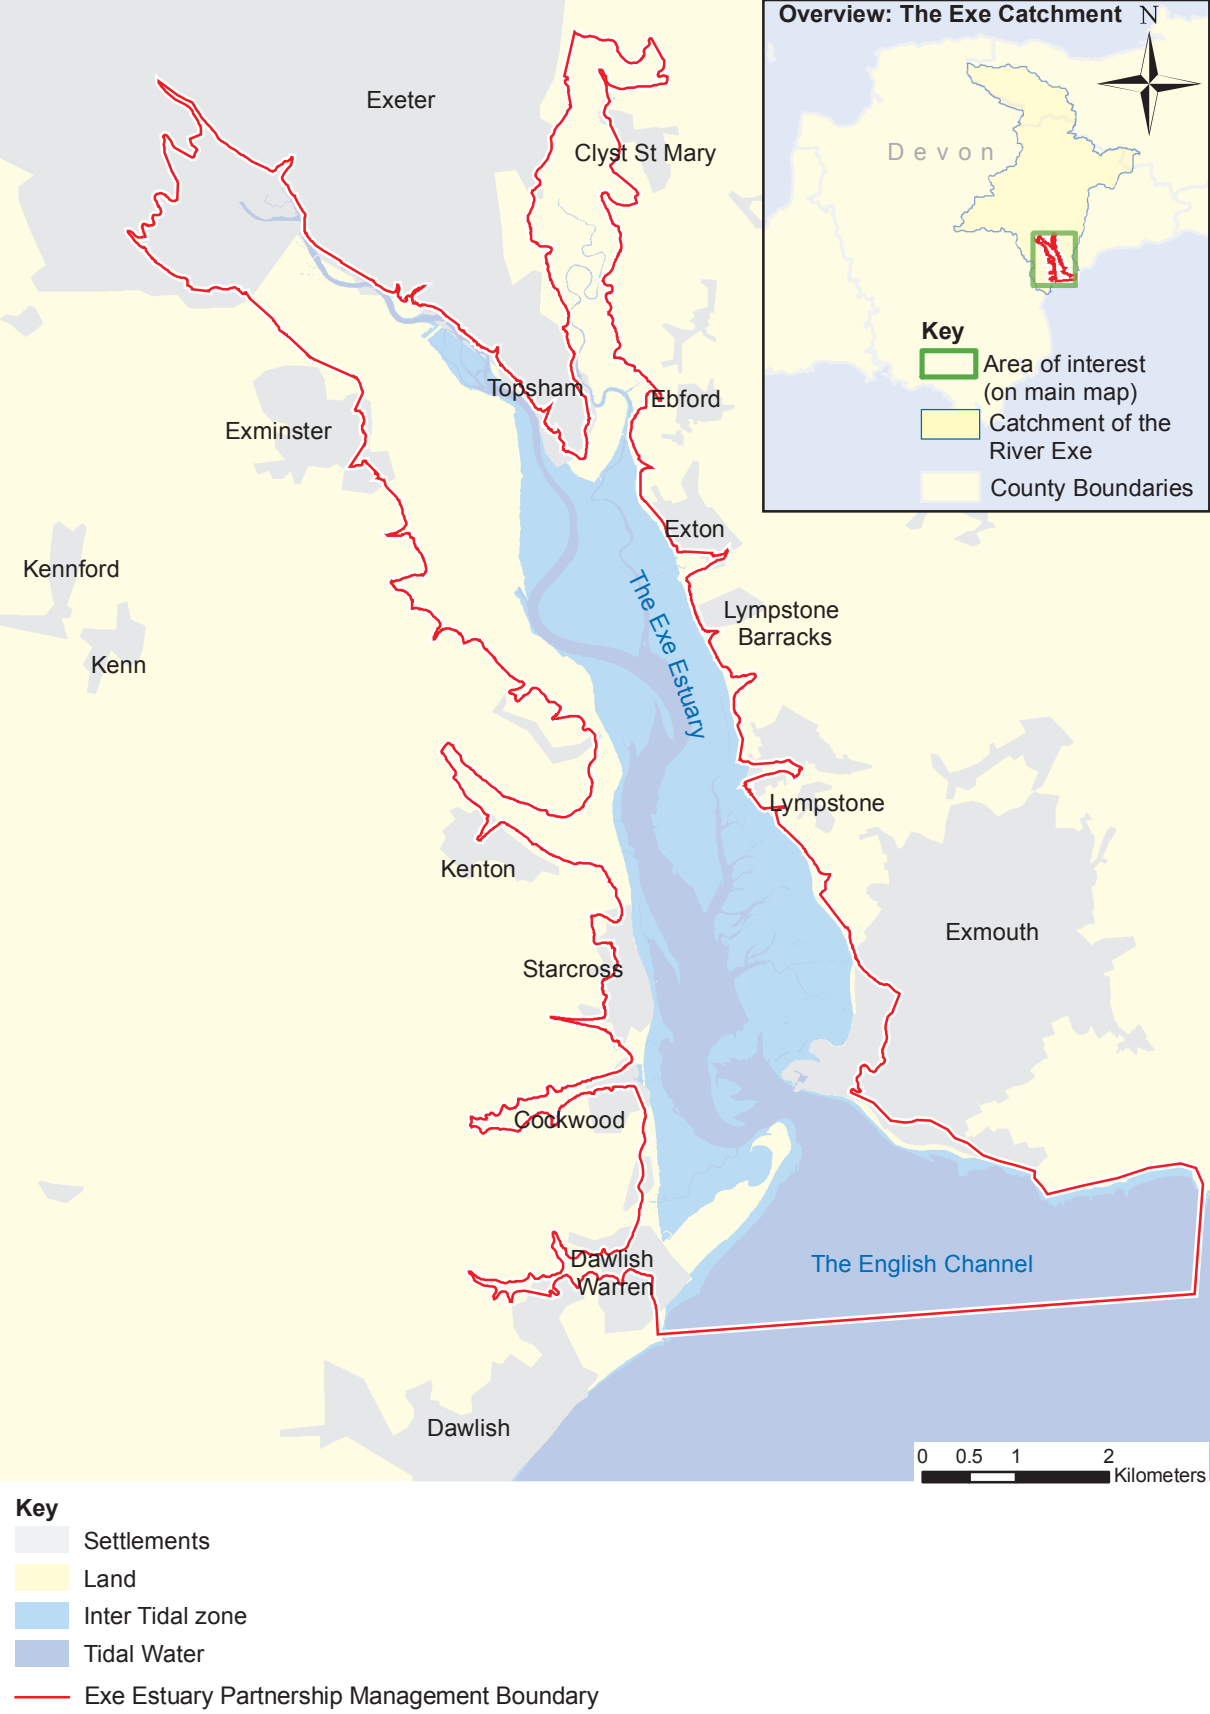 Overview: The Exe Catchment
N
Devon
Key
Area of interest
(on main map)
Catchment of the
River Exe
County Boundaries
Exeter
Clyst St Mary
Topsham
Ebford
Exminster
Exton
Kennford
The Exe Estuary
Lympstone
Barracks
Kenn
Lympstone
Kenton
Exmouth
Starcross
Cockwood
Dawlish
Warren
The English Channel
Dawlish
0 0.5 1 2
Kilometers
Key
Settlements
Land
Inter Tidal zone
Tidal Water
Exe Estuary Partnership Management Boundary